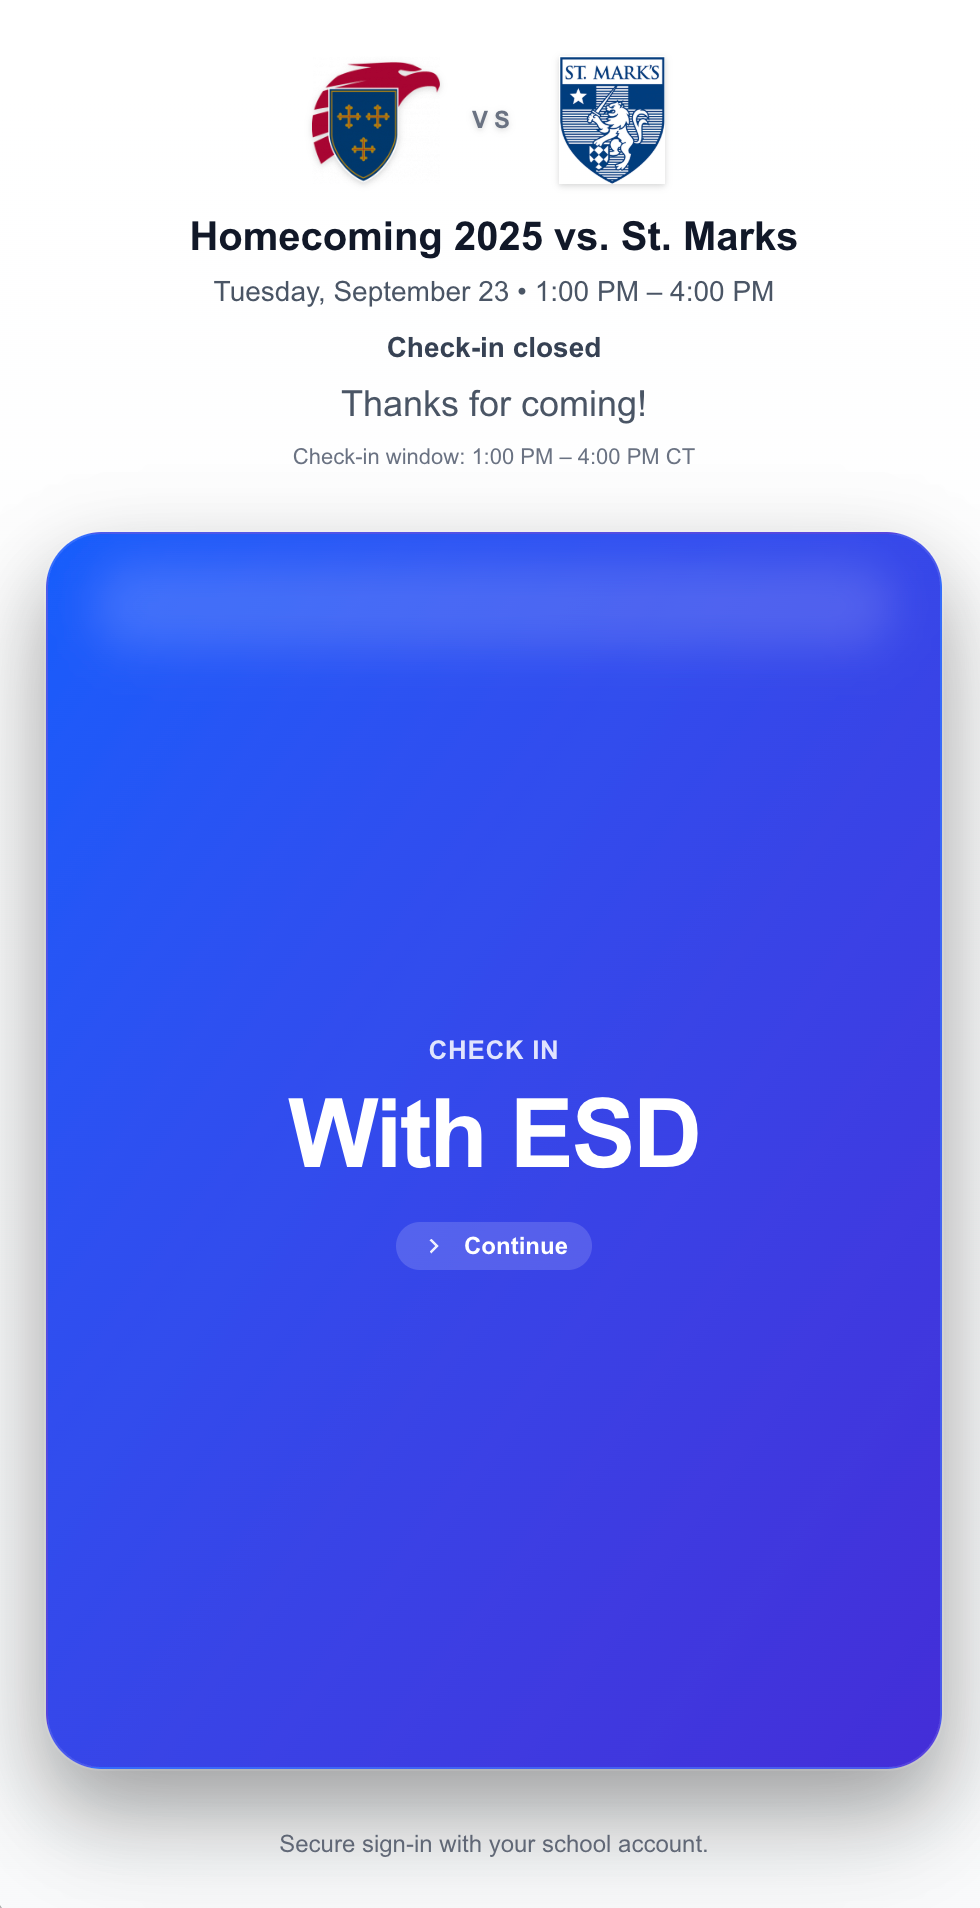 ST. MARK'S
VS
Homecoming 2025 vs. St. Marks
Tuesday, September 23 • 1:00 PM – 4:00 PM
Check-in closed
Thanks for coming!
Check-in window: 1:00 PM – 4:00 PM CT
CHECK IN
With ESD
Continue
Secure sign-in with your school account.